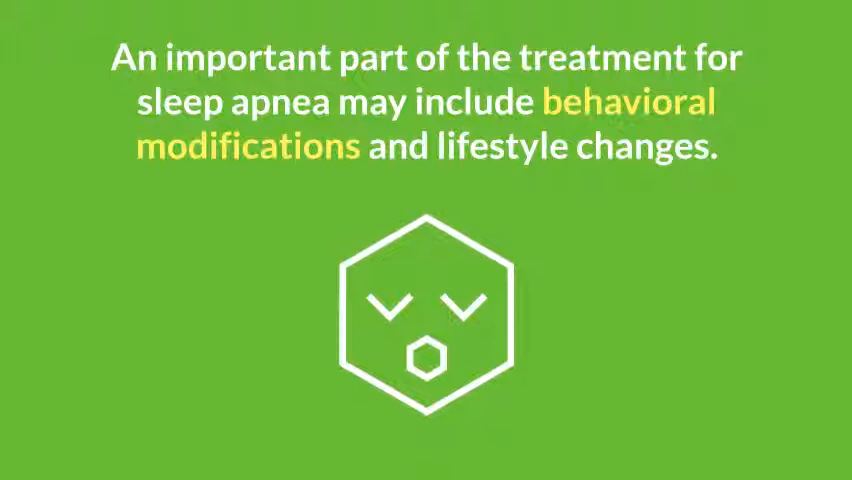 An important part of the treatment for
sleep apnea may include behavioral
modifications and lifestyle changes.